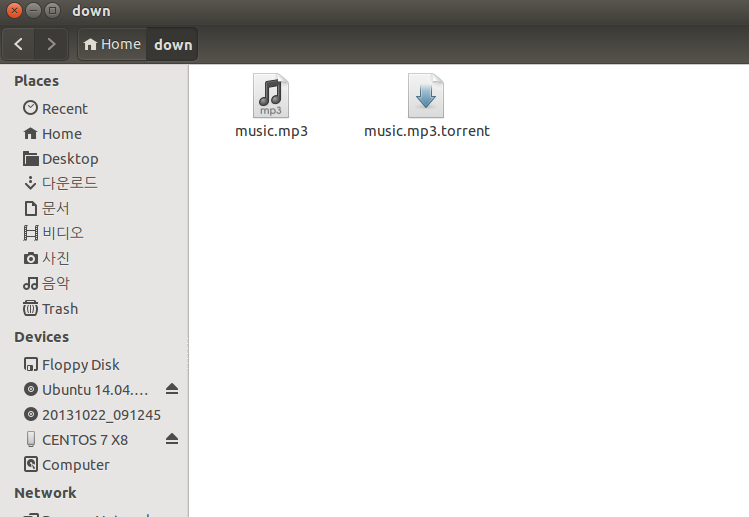 down
Home
down
Places
Recent
Home
Desktop
다운로드
문서
비디오
사진
음악
Trash
Devices
Floppy Disk
Ubuntu 14.04....
20131022_091245
CENTOS 7 X8
Computer
Network
mp3
music.mp3
music.mp3.torrent